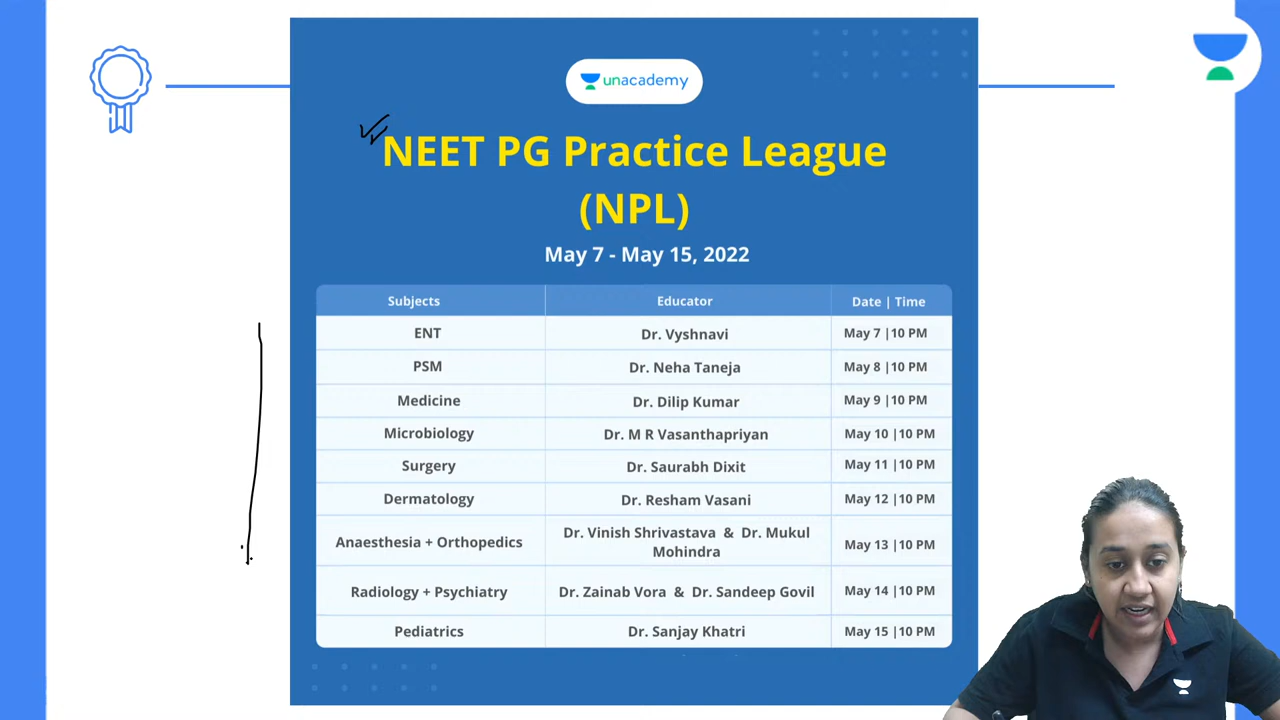 unacademy
NEET PG Practice League
(NPL)
May 7 - May 15, 2022
Subjects Educator Date | Time
ENT Dr. Vyshnavi May 7 |10 PM
PSM Dr. Neha Taneja May 8 |10 PM
Medicine Dr. Dilip Kumar May 9 |10 PM
Microbiology Dr. M R Vasanthapriyan May 10 |10 PM
Surgery Dr. Saurabh Dixit May 11 |10 PM
Dermatology Dr. Resham Vasani May 12 |10 PM
Anaesthesia + Orthopedics Dr. Vinish Shrivastava & Dr. Mukul
Mohindra May 13 |10 PM
Radiology + Psychiatry Dr. Zainab Vora & Dr. Sandeep Govil May 14 |10 PM
Pediatrics Dr. Sanjay Khatri May 15 |10 PM